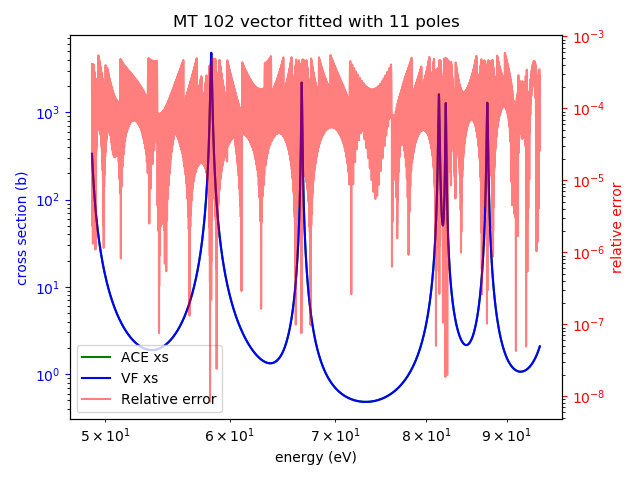 MT 102 vector fitted with 11 poles
cross section (b)
10³
10²
10¹
10⁰
10⁻³
10⁻⁴
10⁻⁵
10⁻⁶
10⁻⁷
10⁻⁸
relative error
ACE xs
VF xs
Relative error
5 × 10¹ 6 × 10¹ 7 × 10¹ 8 × 10¹ 9 × 10¹
energy (eV)